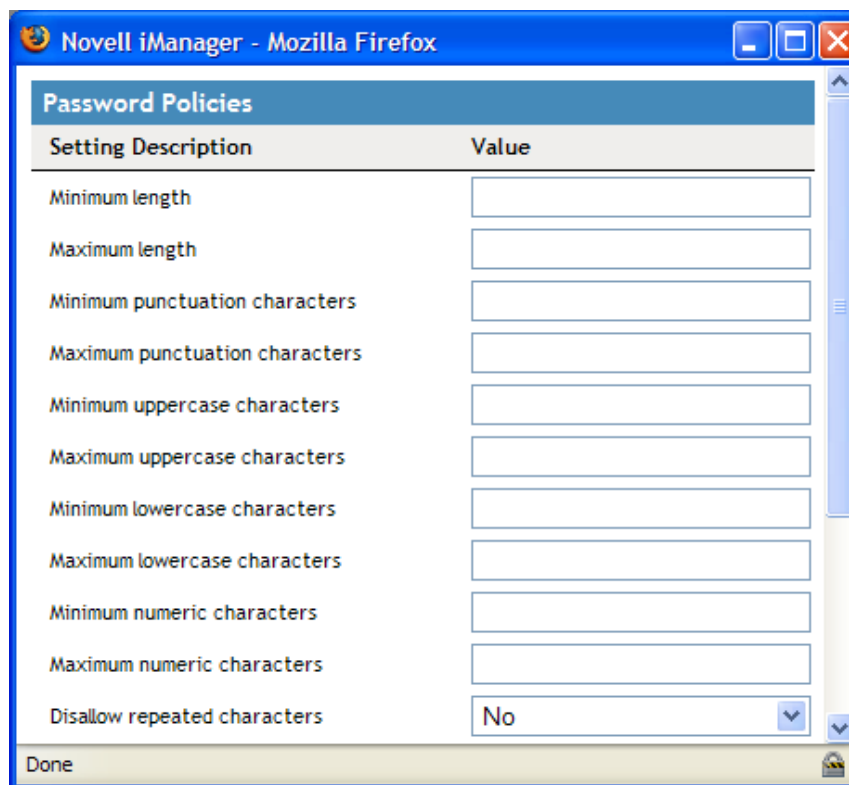 Novell iManager - Mozilla Firefox
Password Policies
Setting Description Value
Minimum length
Maximum length
Minimum punctuation characters
Maximum punctuation characters
Minimum uppercase characters
Maximum uppercase characters
Minimum lowercase characters
Maximum lowercase characters
Minimum numeric characters
Maximum numeric characters
Disallow repeated characters No
Done